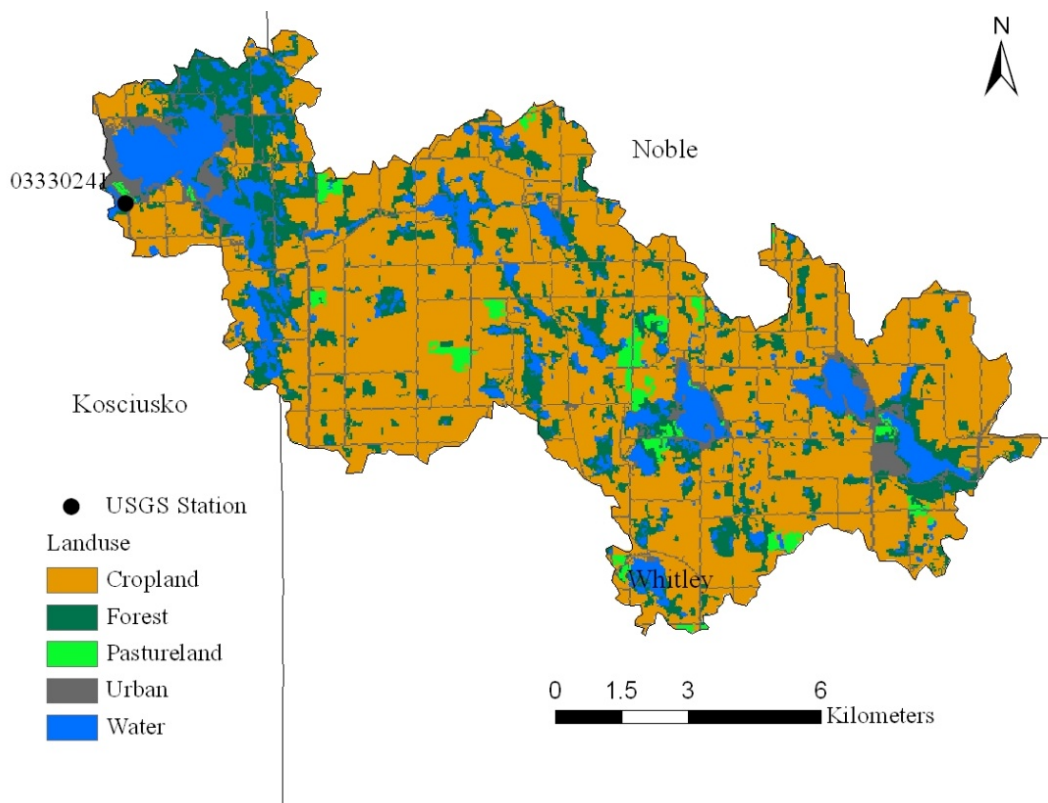 N
Noble
03330241
Kosciusko
Whitley
USGS Station
Landuse
Cropland
Forest
Pastureland
Urban
Water
0 1.5 3 6
Kilometers